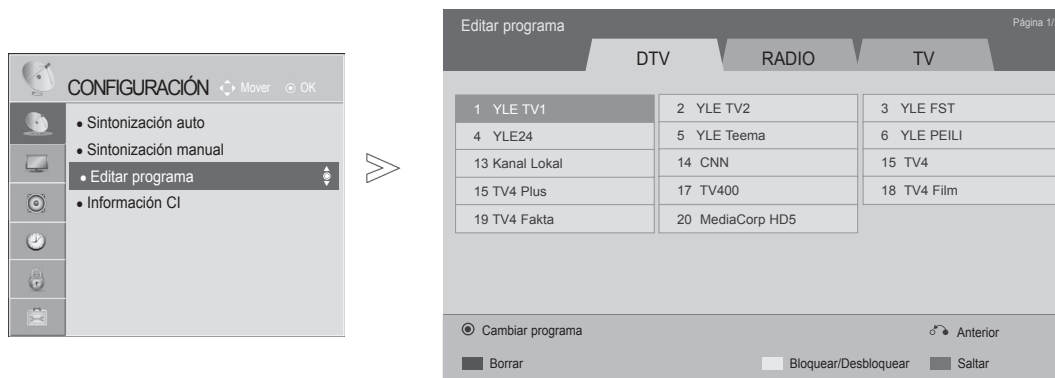 CONFIGURACIÓN Mover OK
Sintonización auto
Sintonización manual
Editar programa
Información CI
Editar programa Página 1/
DTV RADIO TV
1 YLE TV1 2 YLE TV2 3 YLE FST
4 YLE24 5 YLE Teema 6 YLE PEILI
13 Kanal Lokal 14 CNN 15 TV4
15 TV4 Plus 17 TV400 18 TV4 Film
19 TV4 Fakta 20 MediaCorp HD5
Cambiar programa Anterior
Borrar Bloquear/Desbloquear Saltar